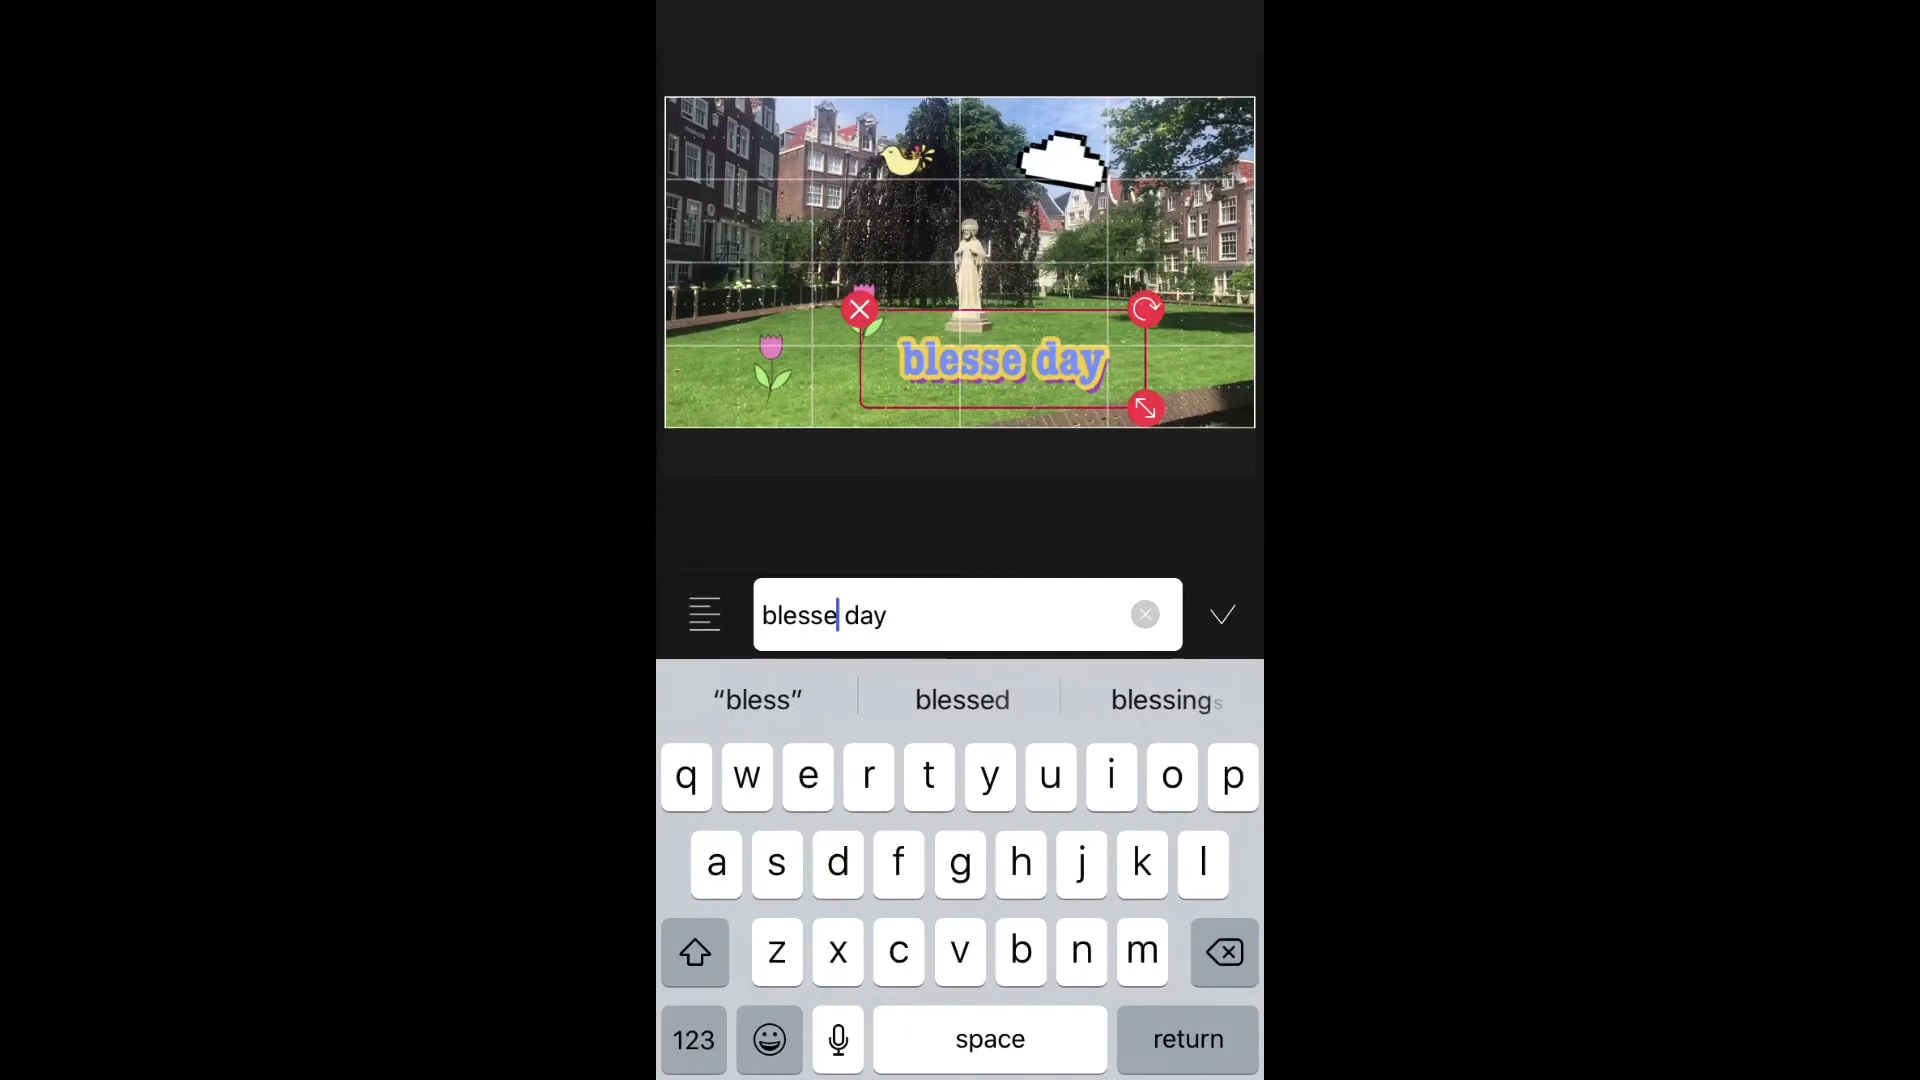 blesse day
blesse day
“bless” blessed blessings
q w e r t y u i o p
a s d f g h j k l
z x c v b n m
123 space return